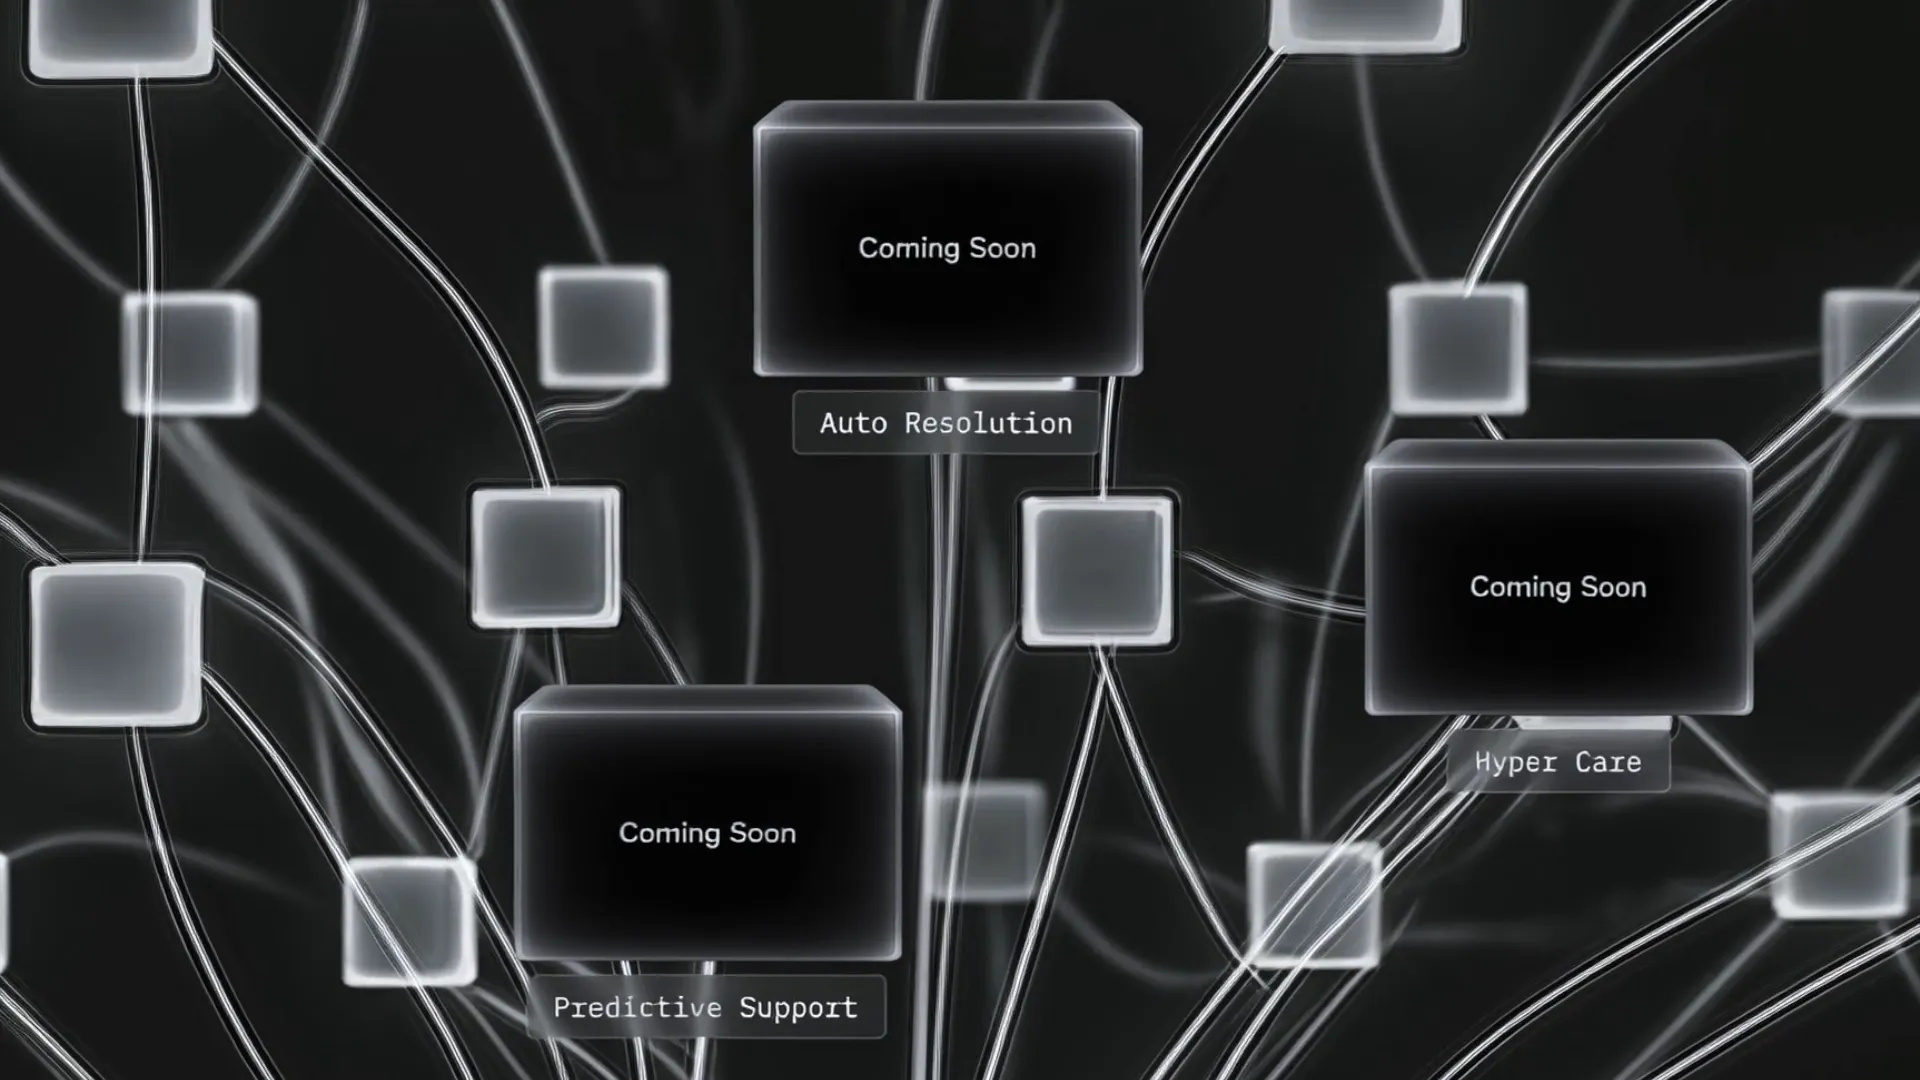 Coming Soon
Auto Resolution
Coming Soon
Hyper Care
Coming Soon
Predictive Support